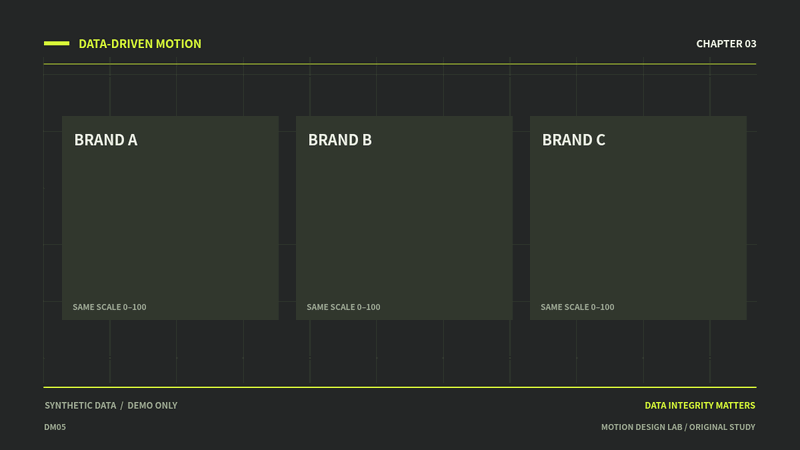 DATA-DRIVEN MOTION
CHAPTER 03
BRAND A
BRAND B
BRAND C
SAME SCALE 0–100
SAME SCALE 0–100
SAME SCALE 0–100
SYNTHETIC DATA / DEMO ONLY
DATA INTEGRITY MATTERS
DM05
MOTION DESIGN LAB / ORIGINAL STUDY